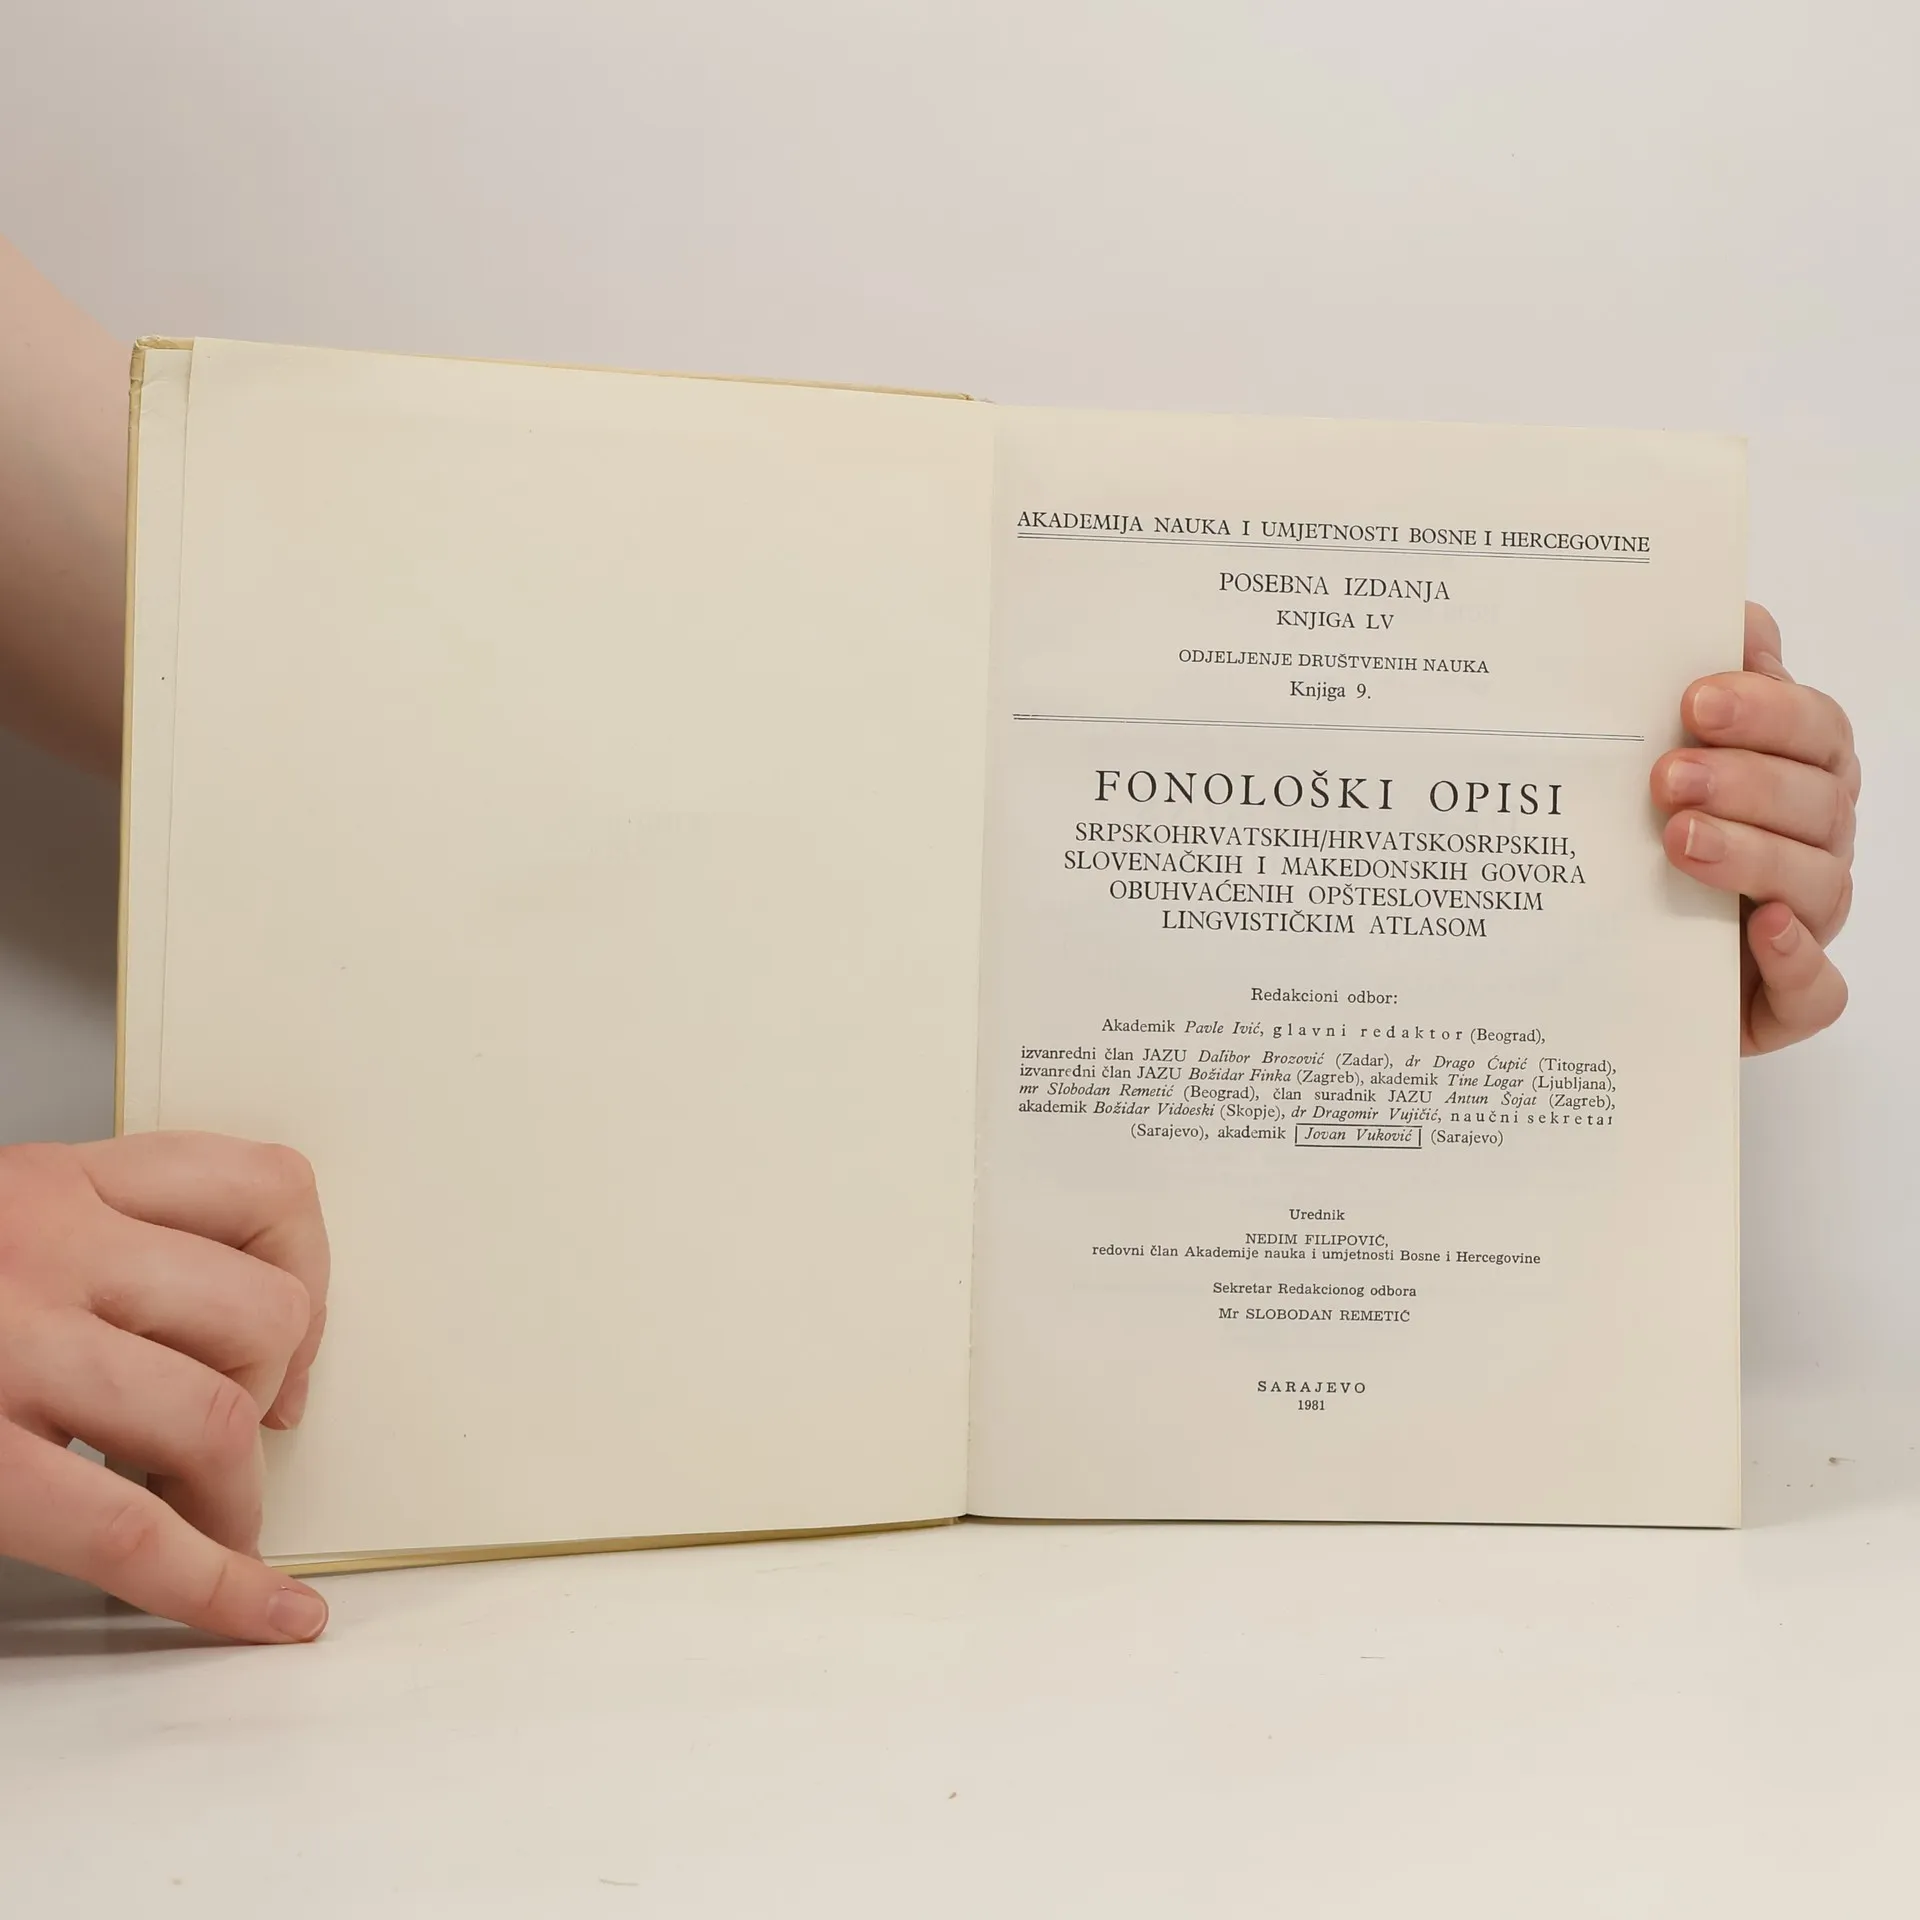 AKADEMIJA NAUKA I UMJETNOSTI BOSNE I HERCEGOVINE
POSEBNA IZDANJA
KNJIGA LV
ODJELJENJE DRUŠTVENIH NAUKA
Knjiga 9.
FONOLOŠKI OPISI
SRPSKOHRVATSKIH/HRVATSKOSRPSKIH,
SLOVENAČKIH I MAKEDONSKIH GOVORA
OBUHVAĆENIH OPŠTESLOVENSKIM
LINGVISTIČKIM ATLASOM
Redakcioni odbor:
Akademik Pavle Ivić, glavni redaktor (Beograd),
izvanredni član JAZU Dalibor Brozović (Zadar), dr Drago Ćupić (Titograd),
izvanredni član JAZU Božidar Finka (Zagreb), akademik Tine Logar (Ljubljana),
mr Slobodan Remetić (Beograd), član suradnik JAZU Antun Šojat (Zagreb),
akademik Božidar Vidoeski (Skopje), dr Dragomir Vujičić, naučni sekretar
(Sarajevo), akademik Jovan Vuković (Sarajevo)
Urednik
NEDIM FILIPOVIĆ,
redovni član Akademije nauka i umjetnosti Bosne i Hercegovine
Sekretar Redakcionog odbora
Mr SLOBODAN REMETIĆ
SARAJEVO
1981